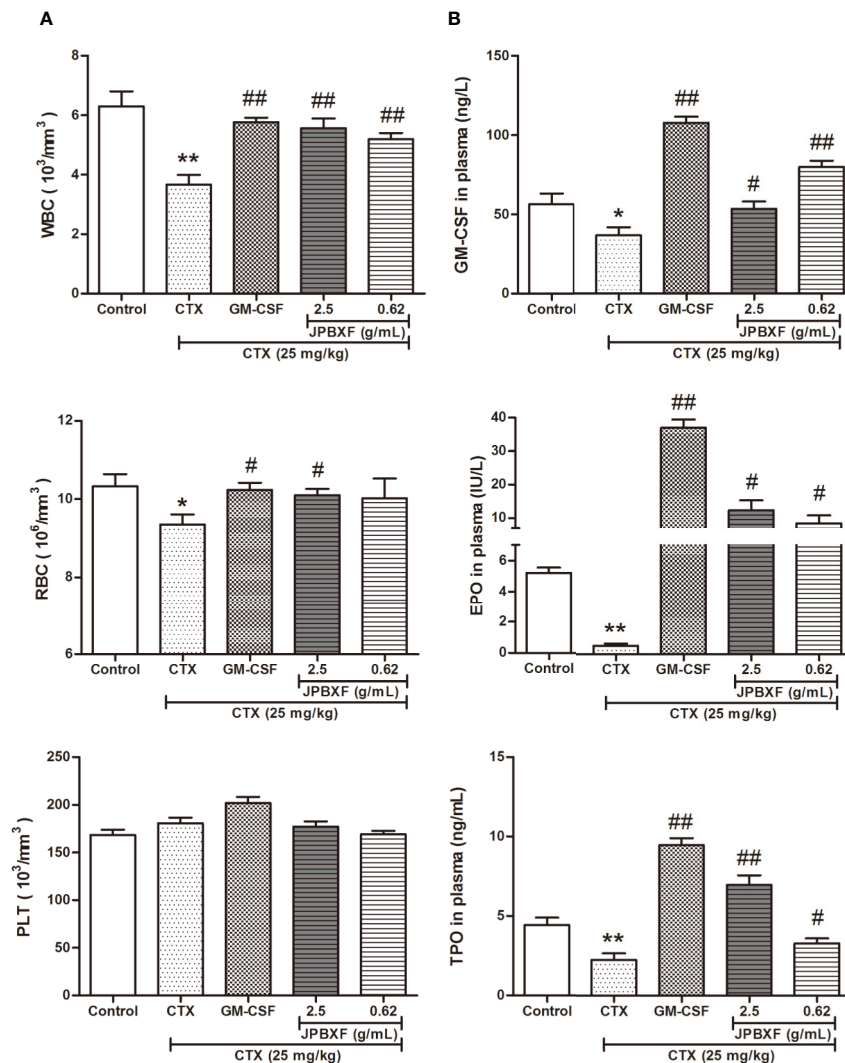 A
WBC ( 10³/mm³)
8
6
4
2
0
**
##
##
##
Control
CTX
GM-CSF
2.5
0.62
JPBXF (g/mL)
CTX (25 mg/kg)
B
GM-CSF in plasma (ng/L)
150
100
50
0
*
##
#
##
Control
CTX
GM-CSF
2.5
0.62
JPBXF (g/mL)
CTX (25 mg/kg)
RBC ( 10⁶/mm³)
12
10
10
6
*
#
#
Control
CTX
GM-CSF
2.5
0.62
JPBXF (g/mL)
CTX (25 mg/kg)
EPO in plasma (IU/L)
40
30
20
10
6
4
2
0
**
##
#
#
Control
CTX
GM-CSF
2.5
0.62
JPBXF (g/mL)
CTX (25 mg/kg)
PLT ( 10³/mm³)
250
200
150
100
50
0
Control
CTX
GM-CSF
2.5
0.62
JPBXF (g/mL)
CTX (25 mg/kg)
TPO in plasma (ng/mL)
15
10
5
0
**
##
##
#
Control
CTX
GM-CSF
2.5
0.62
JPBXF (g/mL)
CTX (25 mg/kg)